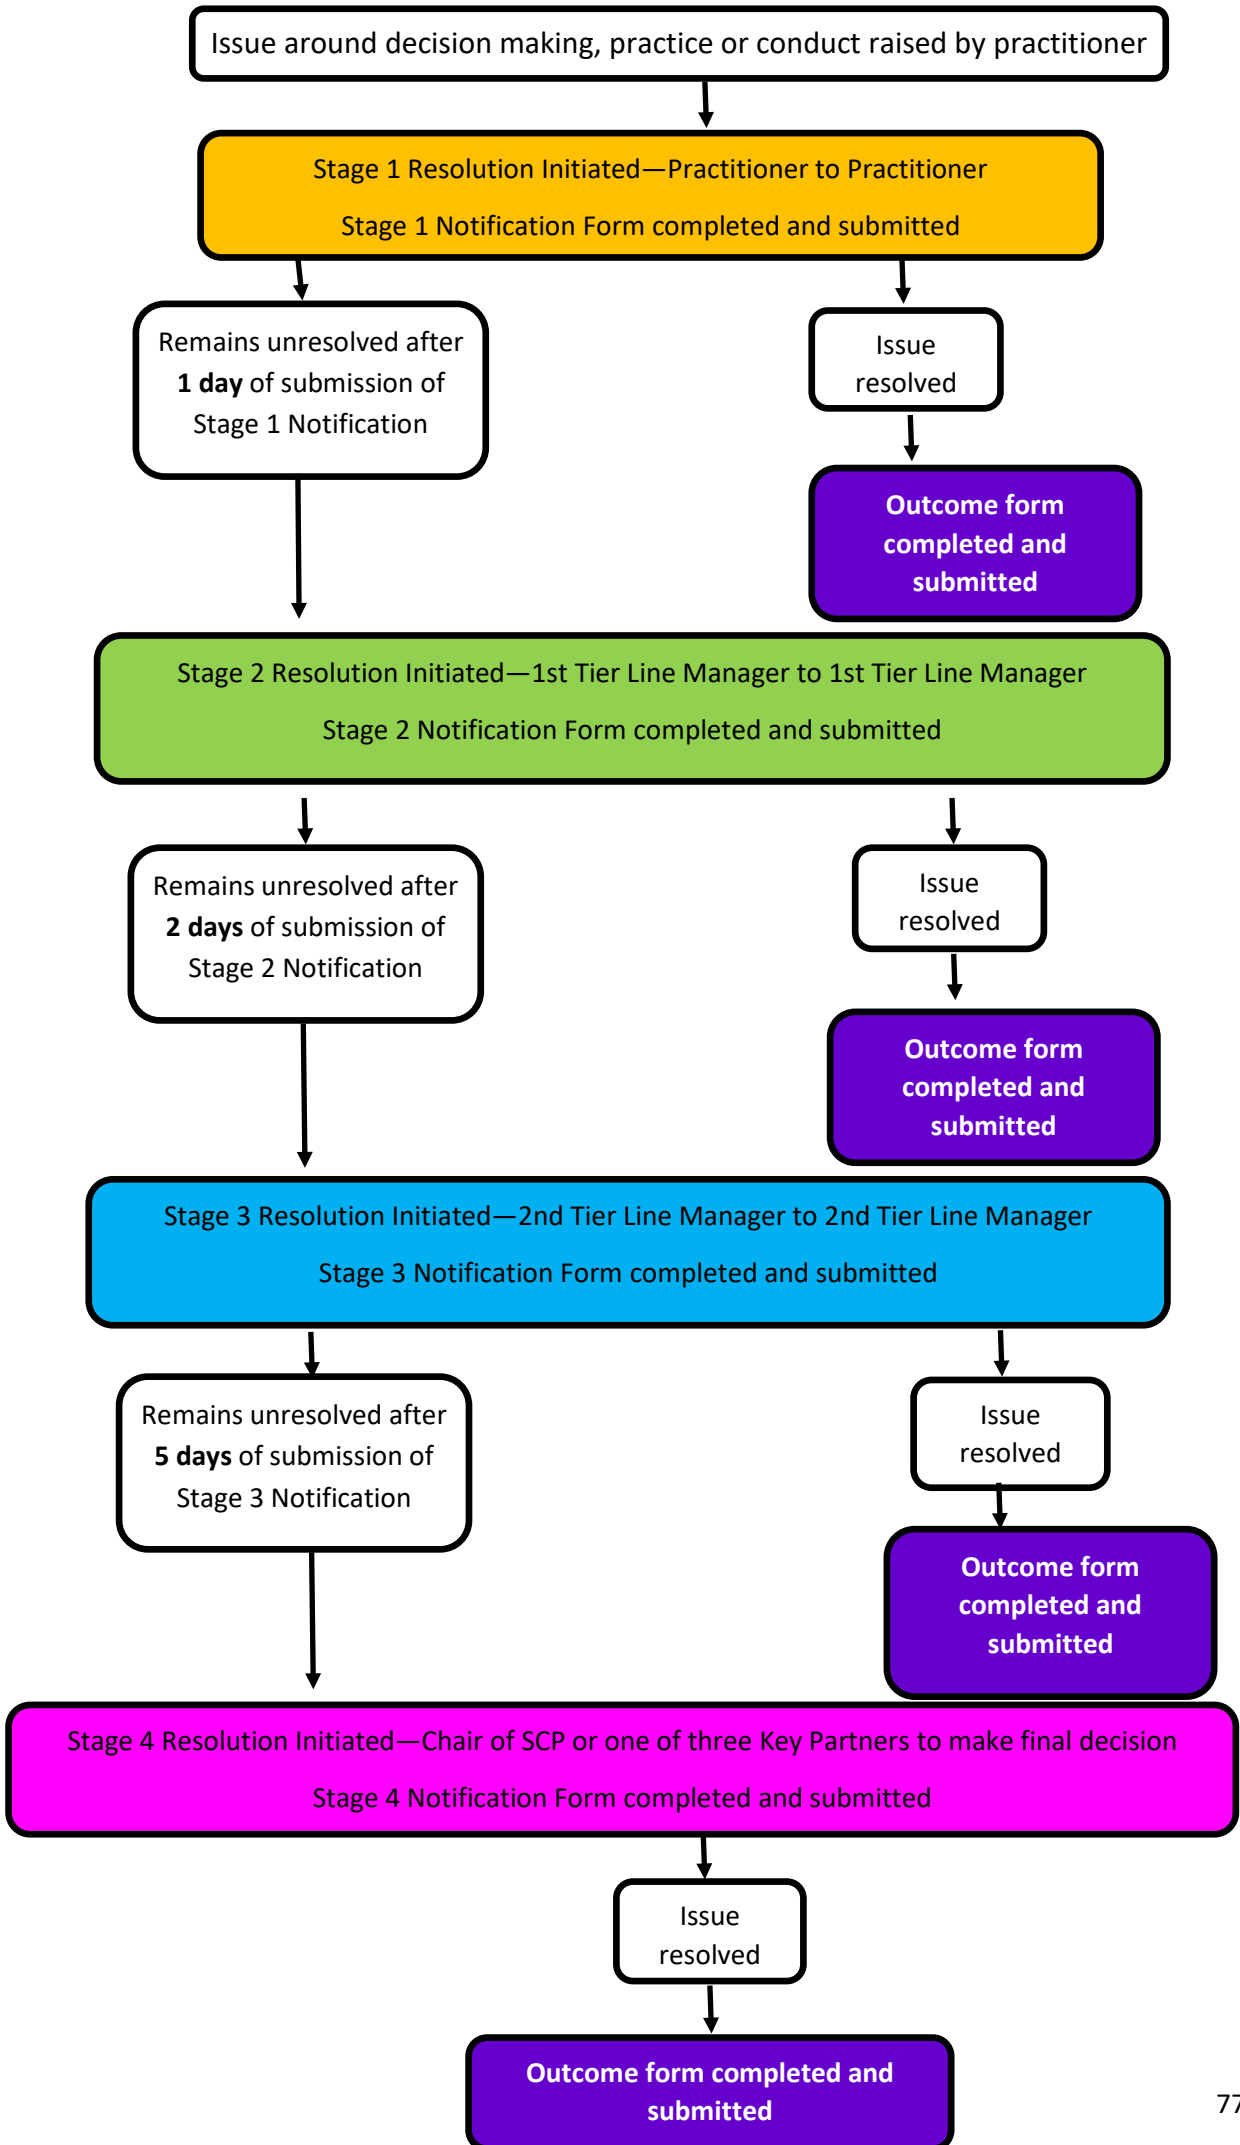 Issue around decision making, practice or conduct raised by practitioner
Stage 1 Resolution Initiated—Practitioner to Practitioner
Stage 1 Notification Form completed and submitted
Remains unresolved after
1 day of submission of
Stage 1 Notification
Issue
resolved
Outcome form
completed and
submitted
Stage 2 Resolution Initiated—1st Tier Line Manager to 1st Tier Line Manager
Stage 2 Notification Form completed and submitted
Remains unresolved after
2 days of submission of
Stage 2 Notification
Issue
resolved
Outcome form
completed and
submitted
Stage 3 Resolution Initiated—2nd Tier Line Manager to 2nd Tier Line Manager
Stage 3 Notification Form completed and submitted
Remains unresolved after
5 days of submission of
Stage 3 Notification
Issue
resolved
Outcome form
completed and
submitted
Stage 4 Resolution Initiated—Chair of SCP or one of three Key Partners to make final decision
Stage 4 Notification Form completed and submitted
Issue
resolved
Outcome form completed and
submitted
77